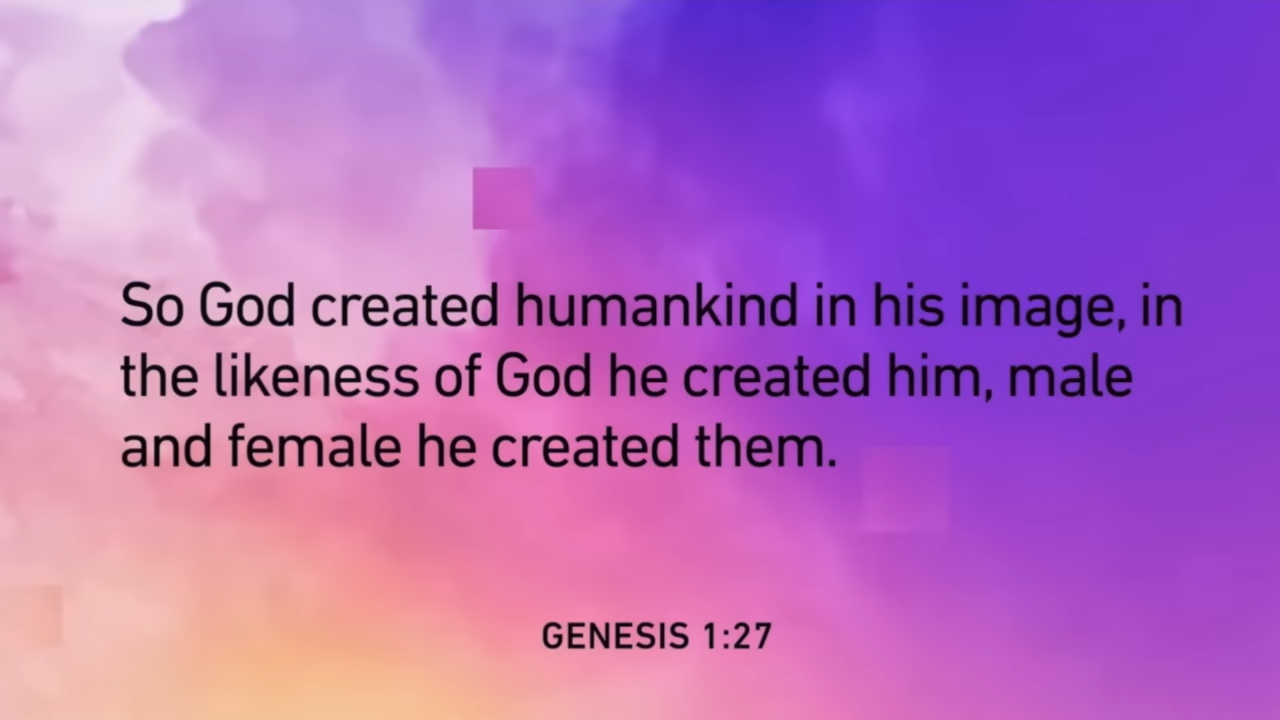 So God created humankind in his image, in
the likeness of God he created him, male
and female he created them.
GENESIS 1:27